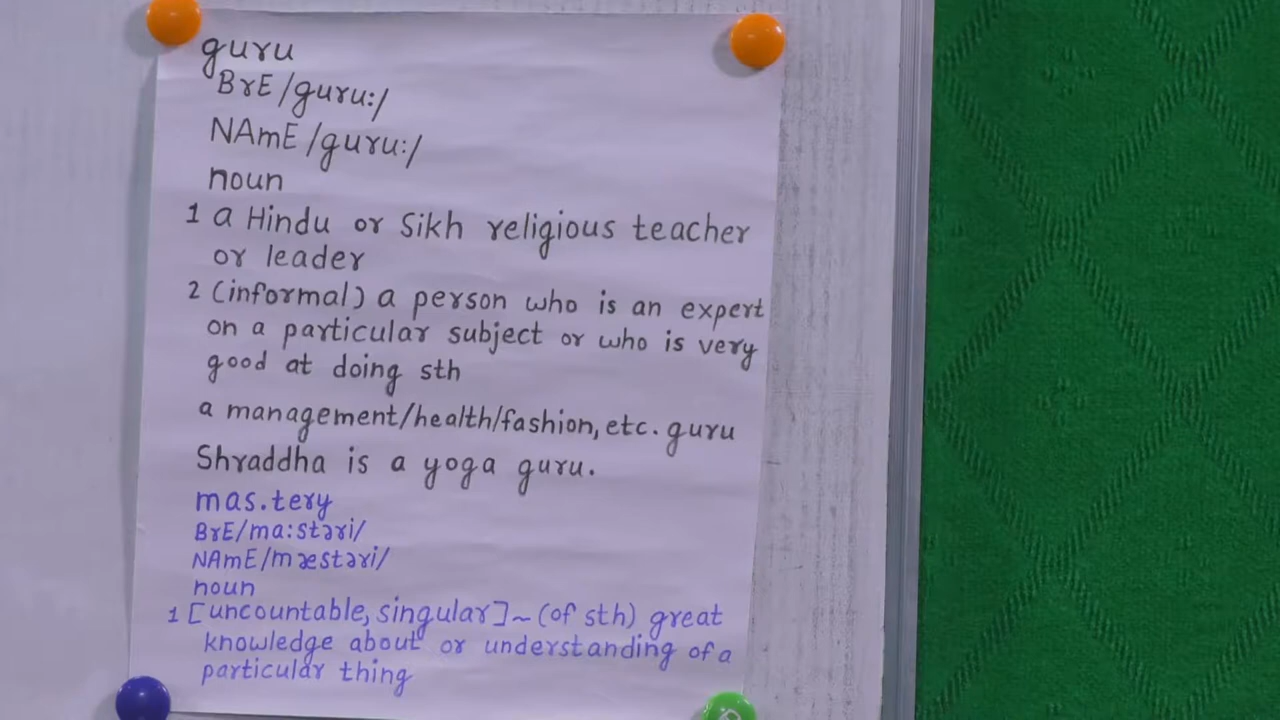 guru
BrE/guru:/
NAmE/guru:/
noun
1 a Hindu or Sikh religious teacher
or leader
2 (informal) a person who is an expert
on a particular subject or who is very
good at doing sth
a management/health/fashion, etc. guru
Shraddha is a yoga guru.
mas.tery
BrE/ma:stəri/
NAmE/mæstəri/
noun
1 [uncountable, singular] ~ (of sth) great
knowledge about or understanding of a
particular thing